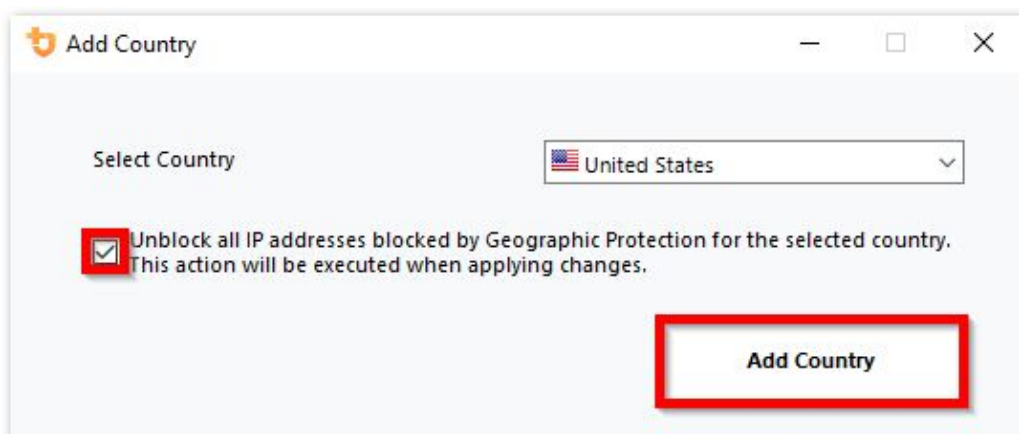 Add Country
Select Country
United States
Unblock all IP addresses blocked by Geographic Protection for the selected country.
This action will be executed when applying changes.
Add Country